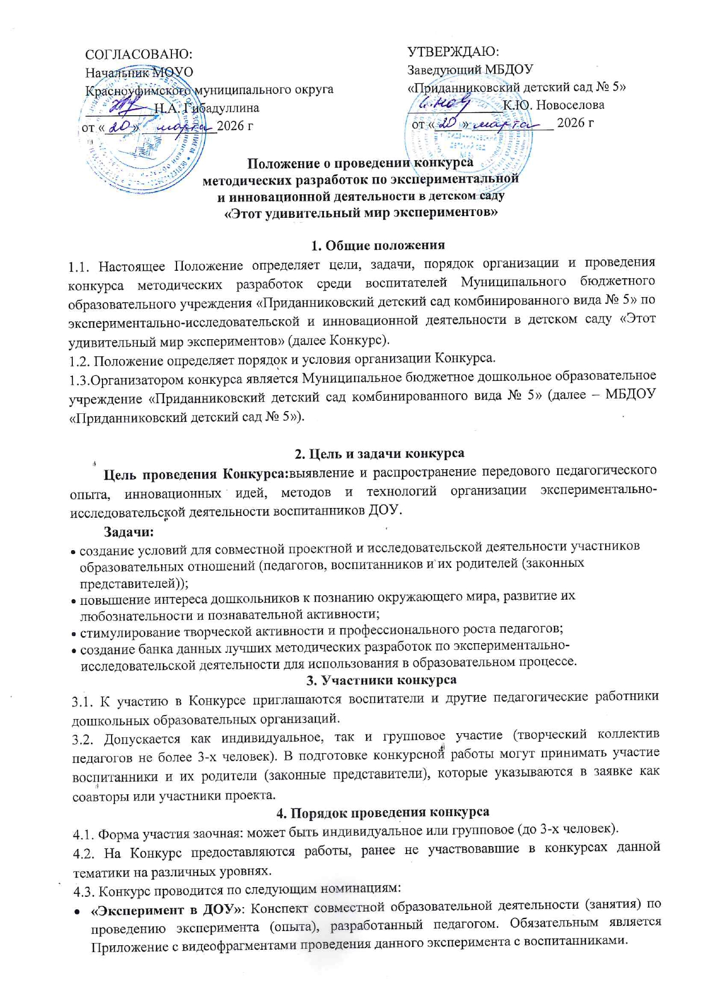 СОГЛАСОВАНО:
Начальник МОУО
Красноуфимского муниципального округа
Н.А. Гибадуллина
от «20» марта 2026 г
УТВЕРЖДАЮ:
Заведующий МБДОУ
«Приданниковский детский сад № 5»
К.Ю. Новоселова
от «20» марта 2026 г
Положение о проведении конкурса
методических разработок по экспериментальной
и инновационной деятельности в детском саду
«Этот удивительный мир экспериментов»
1. Общие положения
1.1. Настоящее Положение определяет цели, задачи, порядок организации и проведения
конкурса методических разработок среди воспитателей Муниципального бюджетного
образовательного учреждения «Приданниковский детский сад комбинированного вида № 5» по
экспериментально-исследовательской и инновационной деятельности в детском саду «Этот
удивительный мир экспериментов» (далее Конкурс).
1.2. Положение определяет порядок и условия организации Конкурса.
1.3.Организатором конкурса является Муниципальное бюджетное дошкольное образовательное
учреждение «Приданниковский детский сад комбинированного вида № 5» (далее – МБДОУ
«Приданниковский детский сад № 5»).
2. Цель и задачи конкурса
Цель проведения Конкурса:выявление и распространение передового педагогического
опыта, инновационных идей, методов и технологий организации экспериментально-
исследовательской деятельности воспитанников ДОУ.
Задачи:
• создание условий для совместной проектной и исследовательской деятельности участников
образовательных отношений (педагогов, воспитанников и их родителей (законных
представителей));
• повышение интереса дошкольников к познанию окружающего мира, развитие их
любознательности и познавательной активности;
• стимулирование творческой активности и профессионального роста педагогов;
• создание банка данных лучших методических разработок по экспериментально-
исследовательской деятельности для использования в образовательном процессе.
3. Участники конкурса
3.1. К участию в Конкурсе приглашаются воспитатели и другие педагогические работники
дошкольных образовательных организаций.
3.2. Допускается как индивидуальное, так и групповое участие (творческий коллектив
педагогов не более 3-х человек). В подготовке конкурсной работы могут принимать участие
воспитанники и их родители (законные представители), которые указываются в заявке как
соавторы или участники проекта.
4. Порядок проведения конкурса
4.1. Форма участия заочная: может быть индивидуальное или групповое (до 3-х человек).
4.2. На Конкурс предоставляются работы, ранее не участвовавшие в конкурсах данной
тематики на различных уровнях.
4.3. Конкурс проводится по следующим номинациям:
• «Эксперимент в ДОУ»: Конспект совместной образовательной деятельности (занятия) по
проведению эксперимента (опыта), разработанный педагогом. Обязательным является
Приложение с видеофрагментами проведения данного эксперимента с воспитанниками.